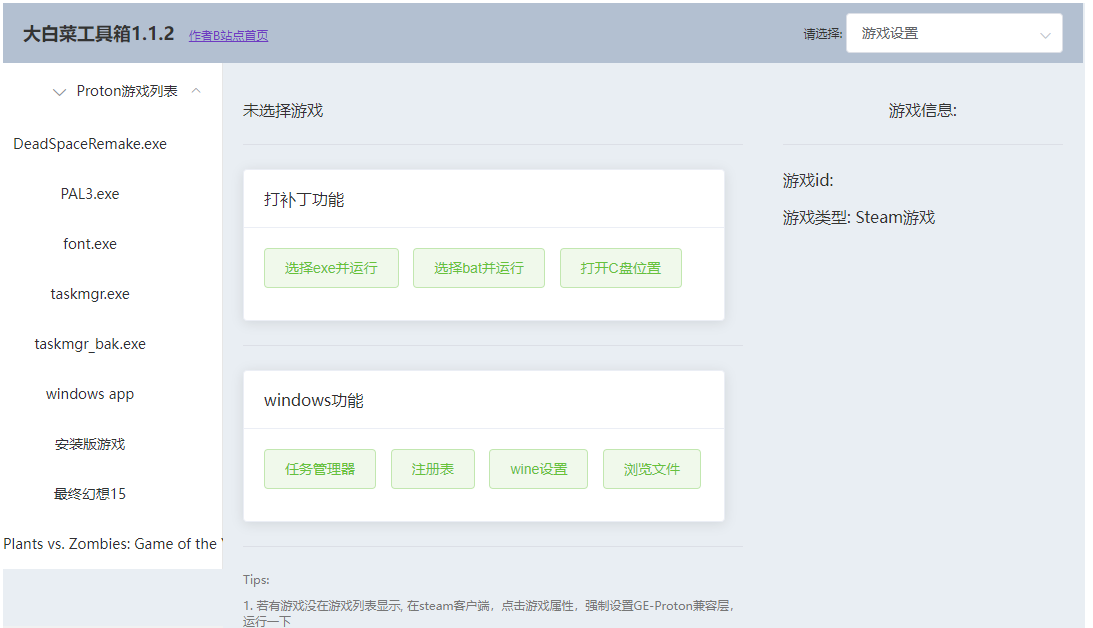 大白菜工具箱1.1.2 作者B站点首页 请选择: 游戏设置
Proton游戏列表
DeadSpaceRemake.exe
PAL3.exe
font.exe
taskmgr.exe
taskmgr_bak.exe
windows app
安装版游戏
最终幻想15
Plants vs. Zombies: Game of the
未选择游戏
打补丁功能
选择exe并运行 选择bat并运行 打开C盘位置
windows功能
任务管理器 注册表 wine设置 浏览文件
Tips:
1. 若有游戏没在游戏列表显示, 在steam客户端，点击游戏属性，强制设置GE-Proton兼容层，
运行一下
游戏信息:
游戏id:
游戏类型: Steam游戏